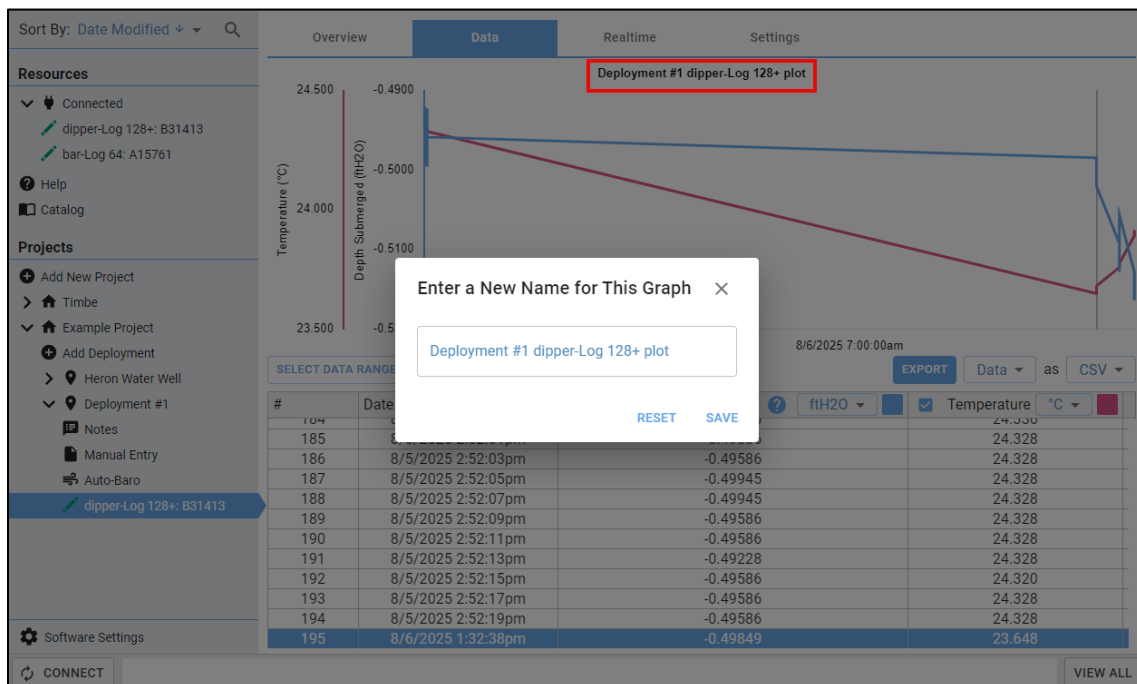 Sort By: Date Modified
Resources
Connected
dipper-Log 128+: B31413
bar-Log 64: A15761
Help
Catalog
Projects
Add New Project
Timbe
Example Project
Add Deployment
Heron Water Well
Deployment #1
Notes
Manual Entry
Auto-Baro
dipper-Log 128+: B31413
Software Settings
CONNECT
Overview Data Realtime Settings
Deployment #1 dipper-Log 128+ plot
24.500 -0.4900
-0.5000
24.000
-0.5100
23.500 -0.5
Temperature (°C)
Depth Submerged (ftH2O)
8/6/2025 7:00:00am
Enter a New Name for This Graph
Deployment #1 dipper-Log 128+ plot
RESET SAVE
SELECT DATA RANGE
EXPORT Data as CSV
# Date ftH2O Temperature °C
185 24.328
186 8/5/2025 2:52:03pm -0.49586 24.328
187 8/5/2025 2:52:05pm -0.49945 24.328
188 8/5/2025 2:52:07pm -0.49945 24.328
189 8/5/2025 2:52:09pm -0.49586 24.328
190 8/5/2025 2:52:11pm -0.49586 24.328
191 8/5/2025 2:52:13pm -0.49228 24.328
192 8/5/2025 2:52:15pm -0.49586 24.320
193 8/5/2025 2:52:17pm -0.49586 24.328
194 8/5/2025 2:52:19pm -0.49586 24.328
195 8/6/2025 1:32:38pm -0.49849 23.648
VIEW ALL